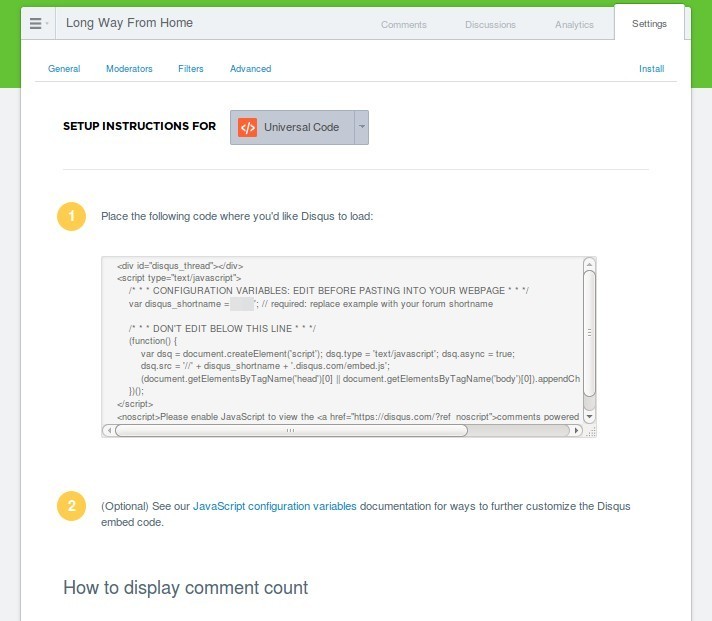 Long Way From Home
Comments Discussions Analytics Settings
General Moderators Filters Advanced Install
SETUP INSTRUCTIONS FOR </> Universal Code
1 Place the following code where you'd like Disqus to load:
<div id="disqus_thread"></div>
<script type="text/javascript">
/* * * CONFIGURATION VARIABLES: EDIT BEFORE PASTING INTO YOUR WEBPAGE * * */
var disqus_shortname = '; // required: replace example with your forum shortname
/* * * DON'T EDIT BELOW THIS LINE * * */
(function() {
var dsq = document.createElement('script'); dsq.type = 'text/javascript'; dsq.async = true;
dsq.src = '//' + disqus_shortname + '.disqus.com/embed.js';
(document.getElementsByTagName('head')[0] || document.getElementsByTagName('body')[0]).appendCh
})();
</script>
<noscript>Please enable JavaScript to view the <a href="https://disqus.com/?ref_noscript">comments powered
2 (Optional) See our JavaScript configuration variables documentation for ways to further customize the Disqus
embed code.
How to display comment count